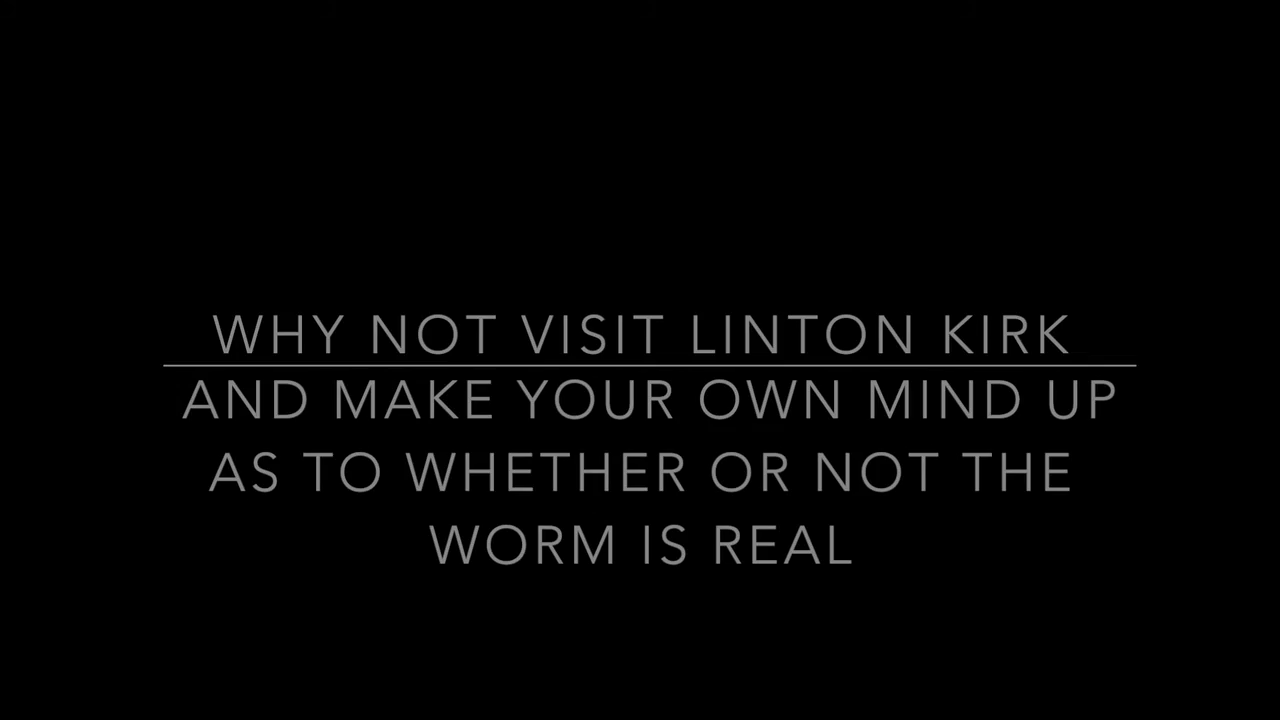 WHY NOT VISIT LINTON KIRK
AND MAKE YOUR OWN MIND UP
AS TO WHETHER OR NOT THE
WORM IS REAL